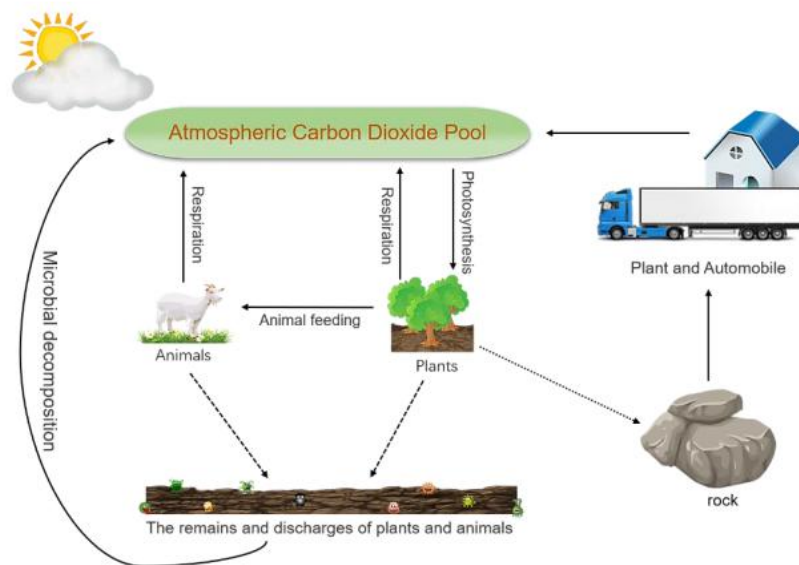 Atmospheric Carbon Dioxide Pool
Respiration
Respiration
Photosynthesis
Microbial decomposition
Plant and Automobile
Animal feeding
Animals
Plants
rock
The remains and discharges of plants and animals